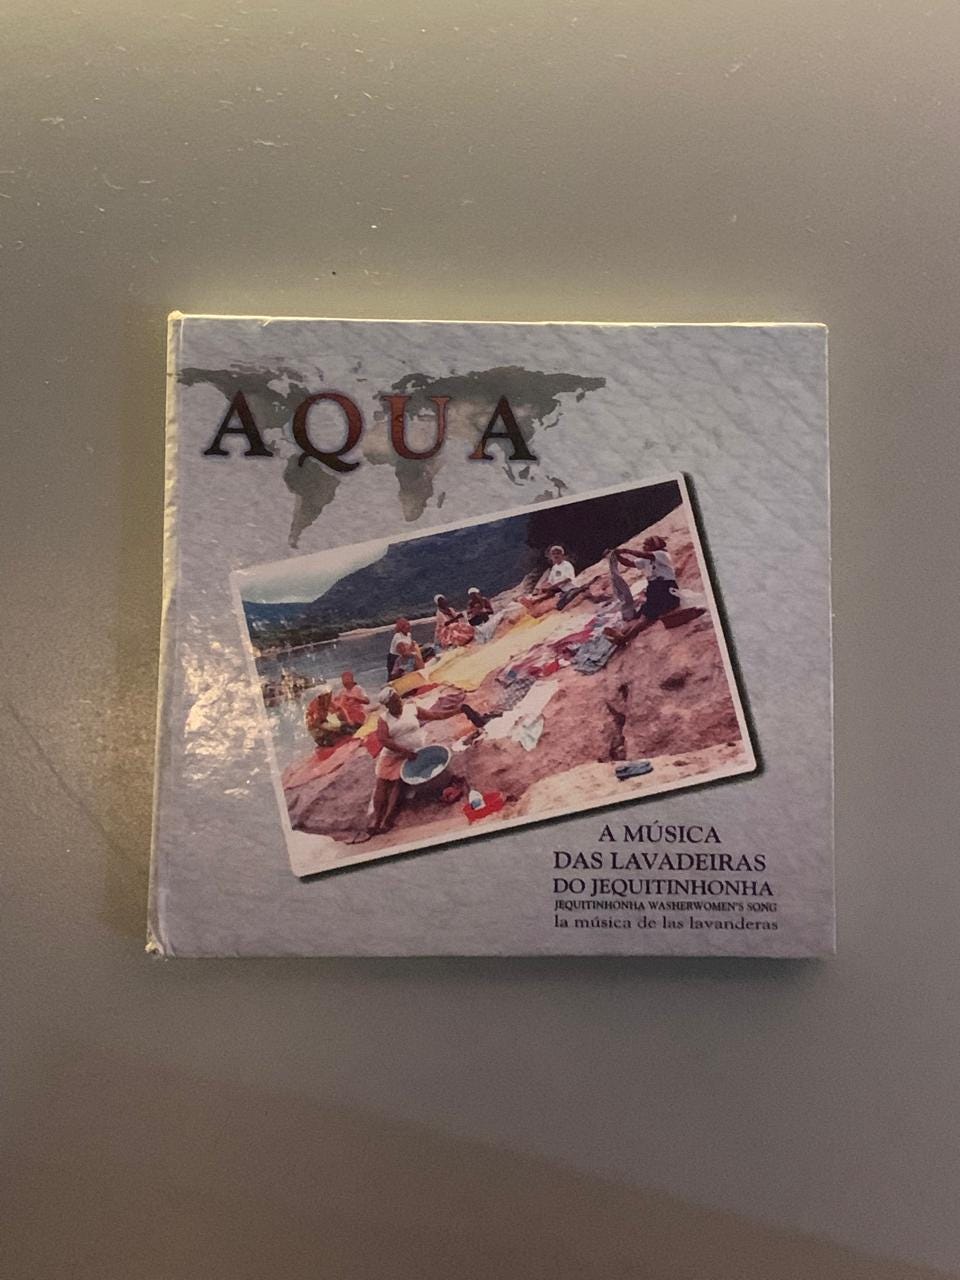 AQUA
A MÚSICA
DAS LAVADEIRAS
DO JEQUITINHONHA
JEQUITINHONHA WASHERWOMEN'S SONG
la música de las lavanderas